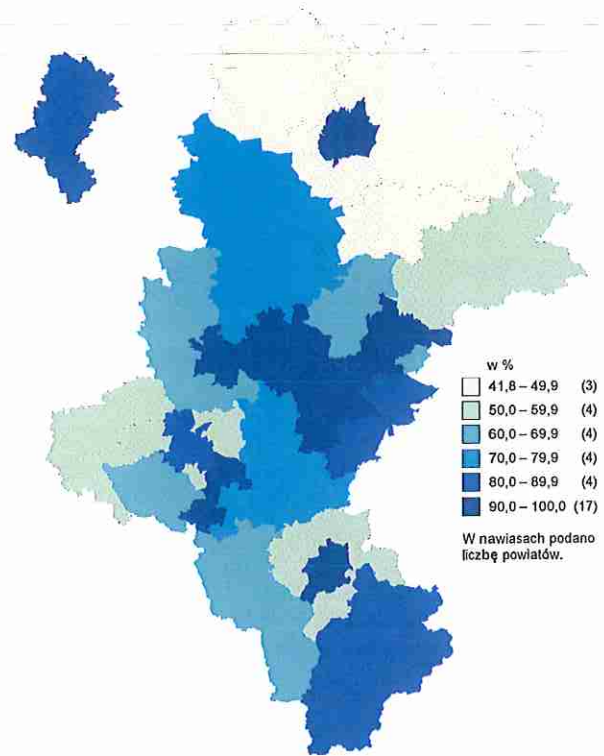 w %
41,8 – 49,9 (3)
50,0 – 59,9 (4)
60,0 – 69,9 (4)
70,0 – 79,9 (4)
80,0 – 89,9 (4)
90,0 – 100,0 (17)
W nawiasach podano
liczbę powiatów.